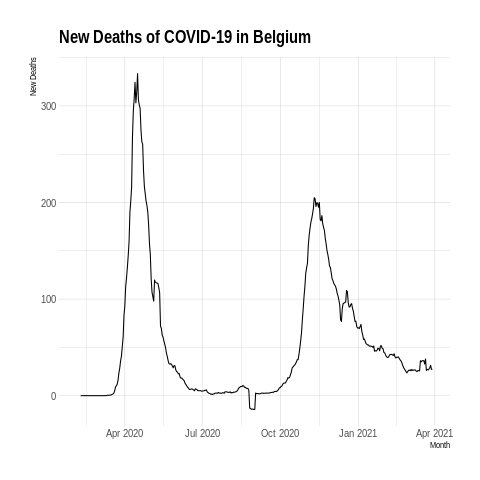 New Deaths of COVID-19 in Belgium
New Deaths
300
200
100
0
Apr 2020
Jul 2020
Oct 2020
Jan 2021
Apr 2021
Month